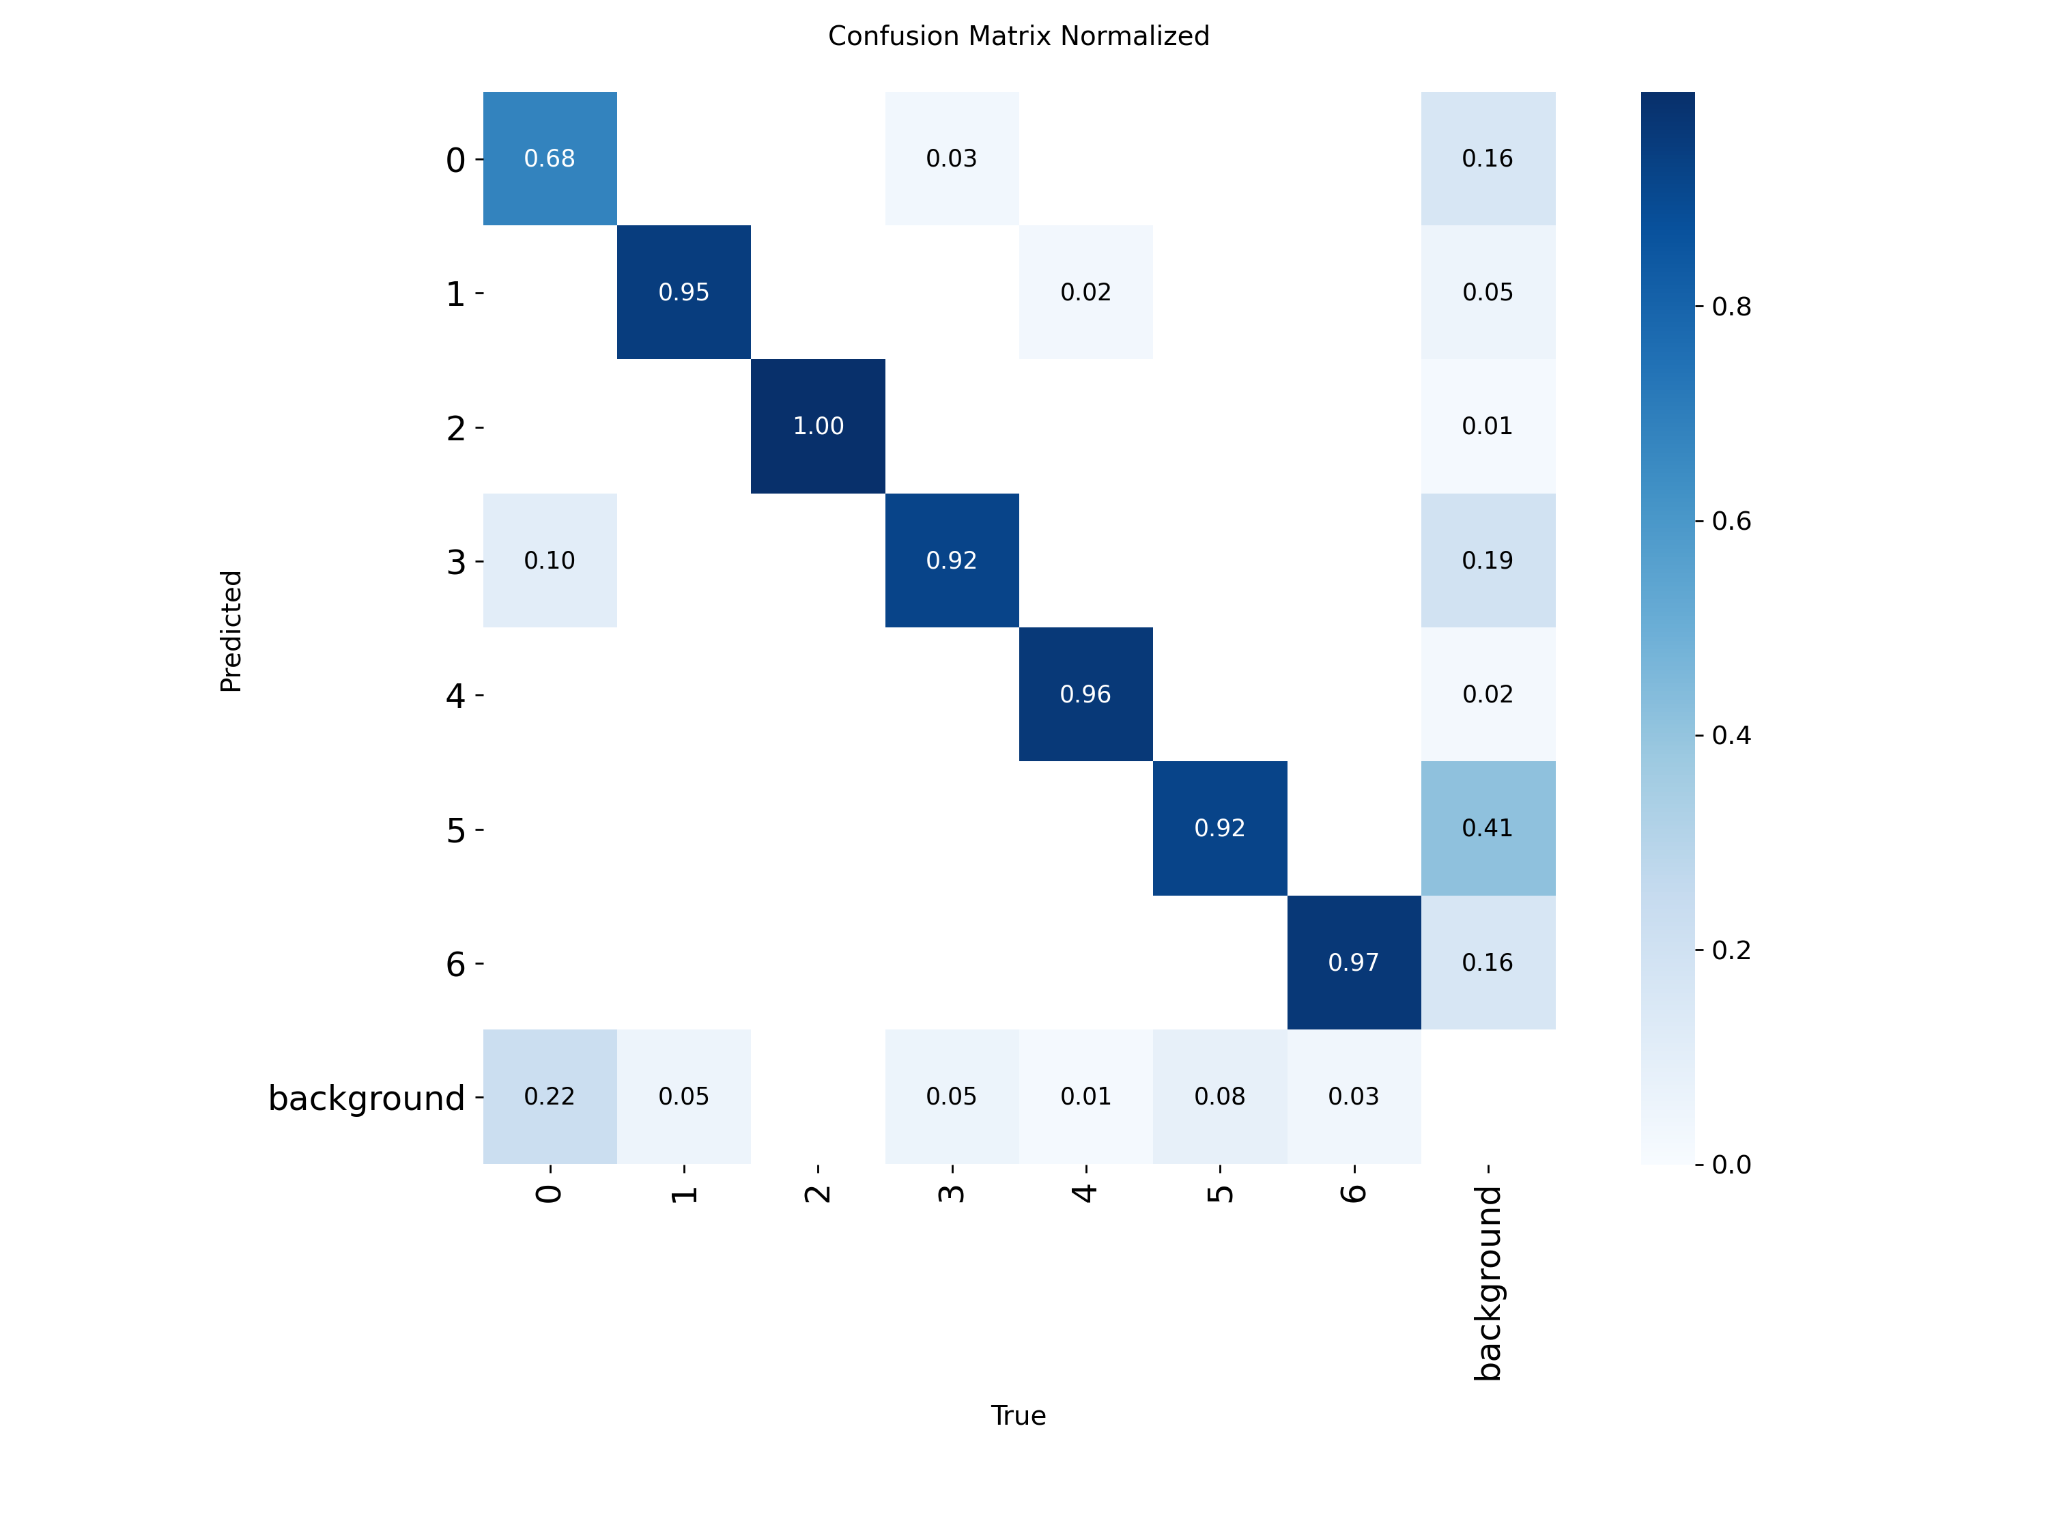 Confusion Matrix Normalized
0 0.68 0.03 0.16
1 0.95 0.02 0.05
2 1.00 0.01
3 0.10 0.92 0.19
4 0.96 0.02
5 0.92 0.41
6 0.97 0.16
background 0.22 0.05 0.05 0.01 0.08 0.03
0 1 2 3 4 5 6 background
Predicted
True
0.8
0.6
0.4
0.2
0.0